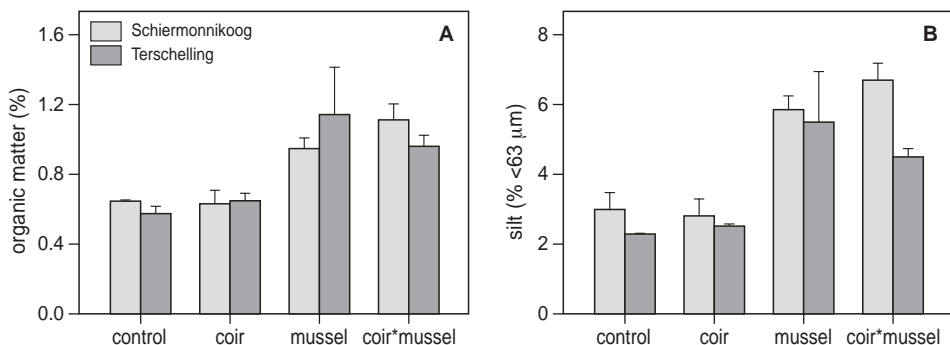 A
Schiermonnikoog
Terschelling
organic matter (%)
1.6
1.2
0.8
0.4
0.0
control coir mussel coir*mussel
B
silt (% <63 μm)
8
6
4
2
0
control coir mussel coir*mussel